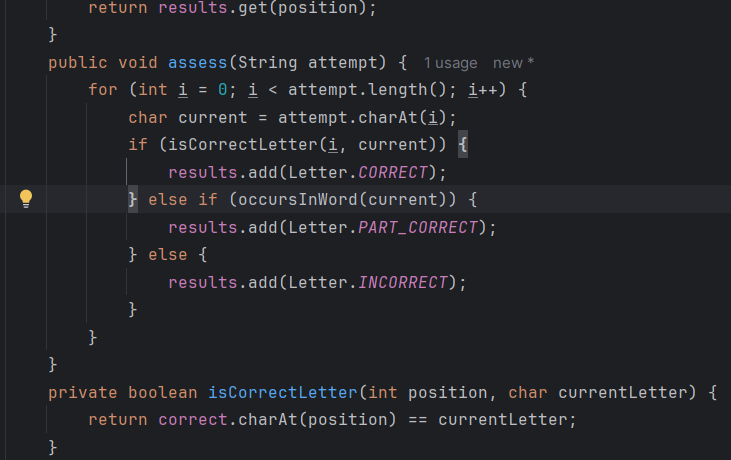 return results.get(position);
}
public void assess(String attempt) { 1 usage new *
for (int i = 0; i < attempt.length(); i++) {
char current = attempt.charAt(i);
if (isCorrectLetter(i, current)) {
results.add(Letter.CORRECT);
} else if (occursInWord(current)) {
results.add(Letter.PART_CORRECT);
} else {
results.add(Letter.INCORRECT);
}
}
}
private boolean isCorrectLetter(int position, char currentLetter) {
return correct.charAt(position) == currentLetter;
}